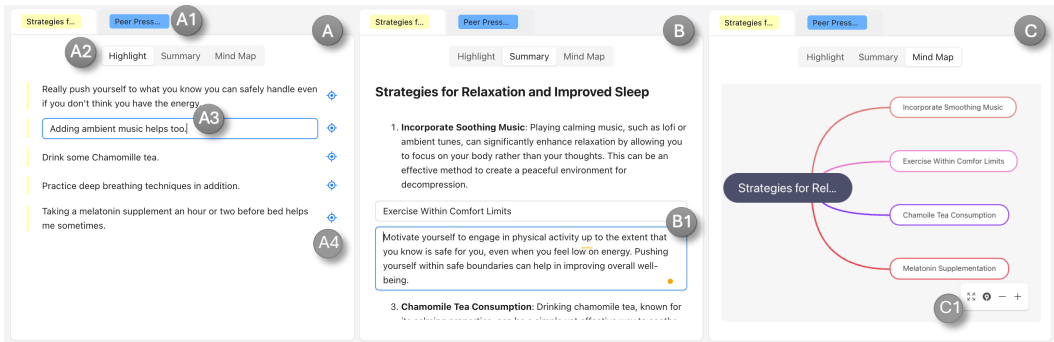 Strategies f...
Peer Press...
A1
A
A2
Highlight
Summary
Mind Map
Really push yourself to what you know you can safely handle even
if you don't think you have the energy.
A3
Adding ambient music helps too.
Drink some Chamomille tea.
Practice deep breathing techniques in addition.
Taking a melatonin supplement an hour or two before bed helps
me sometimes.
A4
Strategies f...
Peer Press...
B
Highlight
Summary
Mind Map
Strategies for Relaxation and Improved Sleep
1. Incorporate Soothing Music: Playing calming music, such as lofi or
ambient tunes, can significantly enhance relaxation by allowing you
to focus on your body rather than your thoughts. This can be an
effective method to create a peaceful environment for
decompression.
Exercise Within Comfort Limits
B1
Motivate yourself to engage in physical activity up to the extent that
you know is safe for you, even when you feel low on energy. Pushing
yourself within safe boundaries can help in improving overall well-
being.
3. Chamomile Tea Consumption: Drinking chamomile tea, known for
Strategies f...
Peer Press...
C
Highlight
Summary
Mind Map
Incorporate Smoothing Music
Exercise Within Comfor Limits
Strategies for Rel...
Chamoile Tea Consumption
Melatonin Supplementation
C1